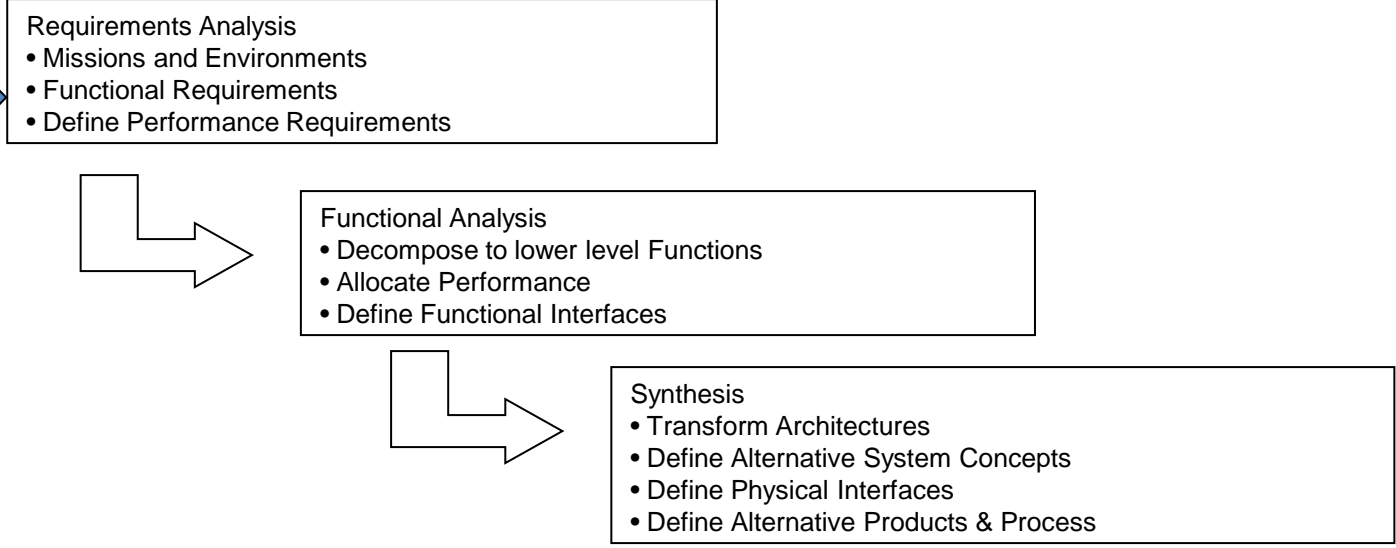 Requirements Analysis
• Missions and Environments
• Functional Requirements
• Define Performance Requirements
Functional Analysis
• Decompose to lower level Functions
• Allocate Performance
• Define Functional Interfaces
Synthesis
• Transform Architectures
• Define Alternative System Concepts
• Define Physical Interfaces
• Define Alternative Products & Process